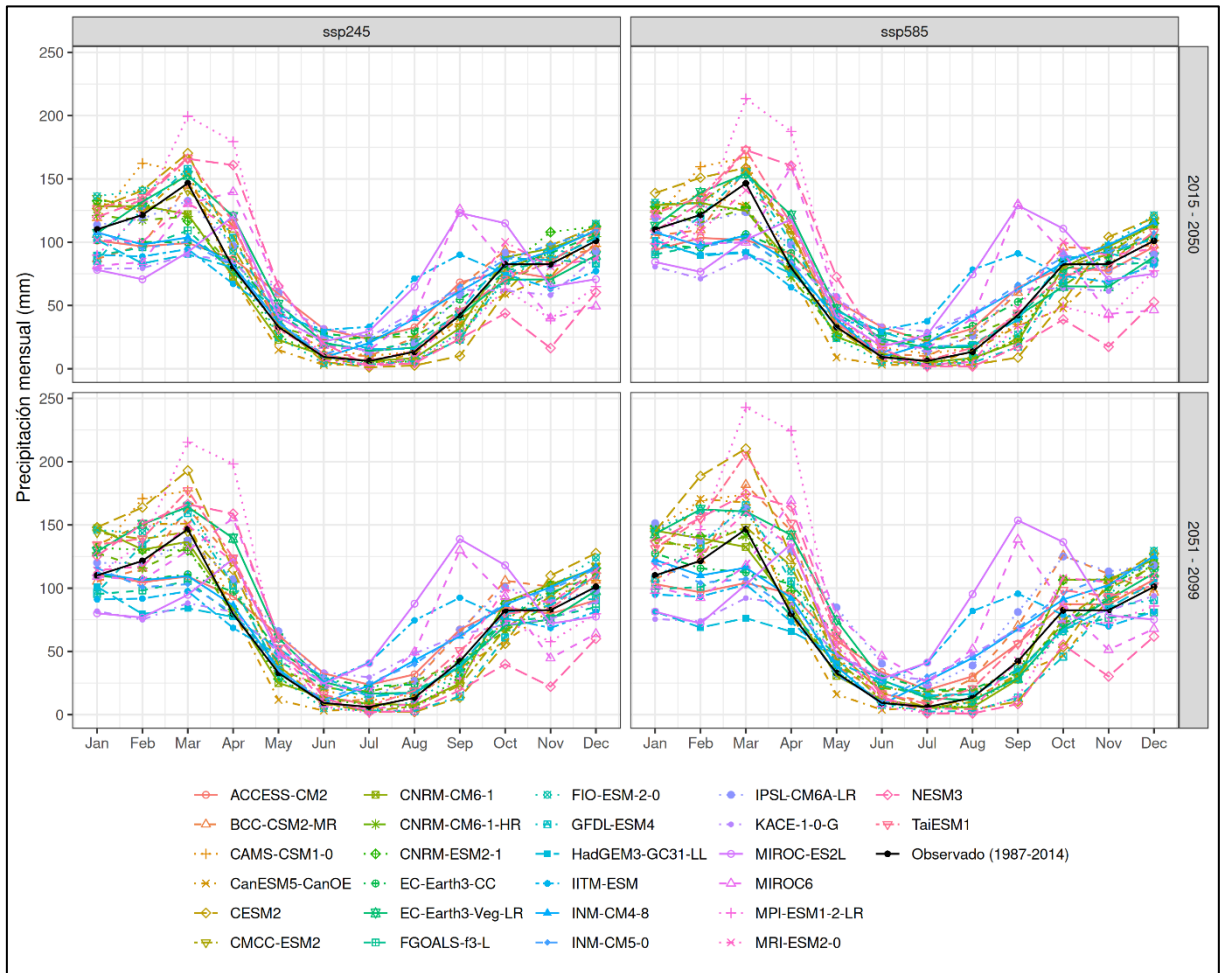 ssp245 ssp585
Precipitación mensual (mm)
250
200
150
100
50
0
2015 - 2050
250
200
150
100
50
0
2051 - 2099
Jan Feb Mar Apr May Jun Jul Aug Sep Oct Nov Dec Jan Feb Mar Apr May Jun Jul Aug Sep Oct Nov Dec
ACCESS-CM2 CNRM-CM6-1 FIO-ESM-2-0 IPSL-CM6A-LR NESM3
BCC-CSM2-MR CNRM-CM6-1-HR GFDL-ESM4 KACE-1-0-G TaiESM1
CAMS-CSM1-0 CNRM-ESM2-1 HadGEM3-GC31-LL MIROC-ES2L Observado (1987-2014)
CanESM5-CanOE EC-Earth3-CC IITM-ESM MIROC6
CESM2 EC-Earth3-Veg-LR INM-CM4-8 MPI-ESM1-2-LR
CMCC-ESM2 FGOALS-f3-L INM-CM5-0 MRI-ESM2-0